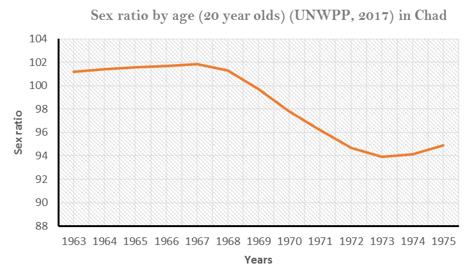 Sex ratio by age (20 year olds) (UNWPP, 2017) in Chad
104
102
100
98
96
94
92
90
88
Sex ratio
1963 1964 1965 1966 1967 1968 1969 1970 1971 1972 1973 1974 1975
Years